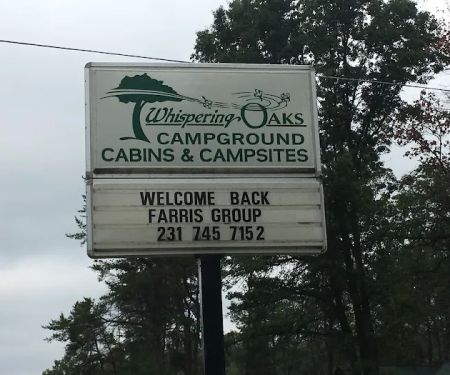 Whispering Oaks
CAMPGROUND
CABINS & CAMPSITES
WELCOME BACK
FARRIS GROUP
231 745 7152